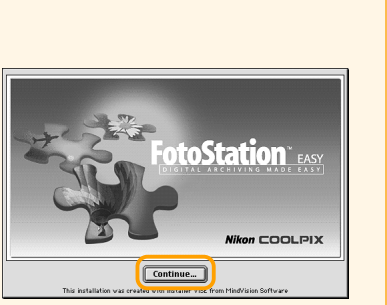 FotoStation™ EASY
DIGITAL ARCHIVING MADE EASY
Nikon COOLPIX
Continue...
This installation was created with Installer VISE from MindVision Software